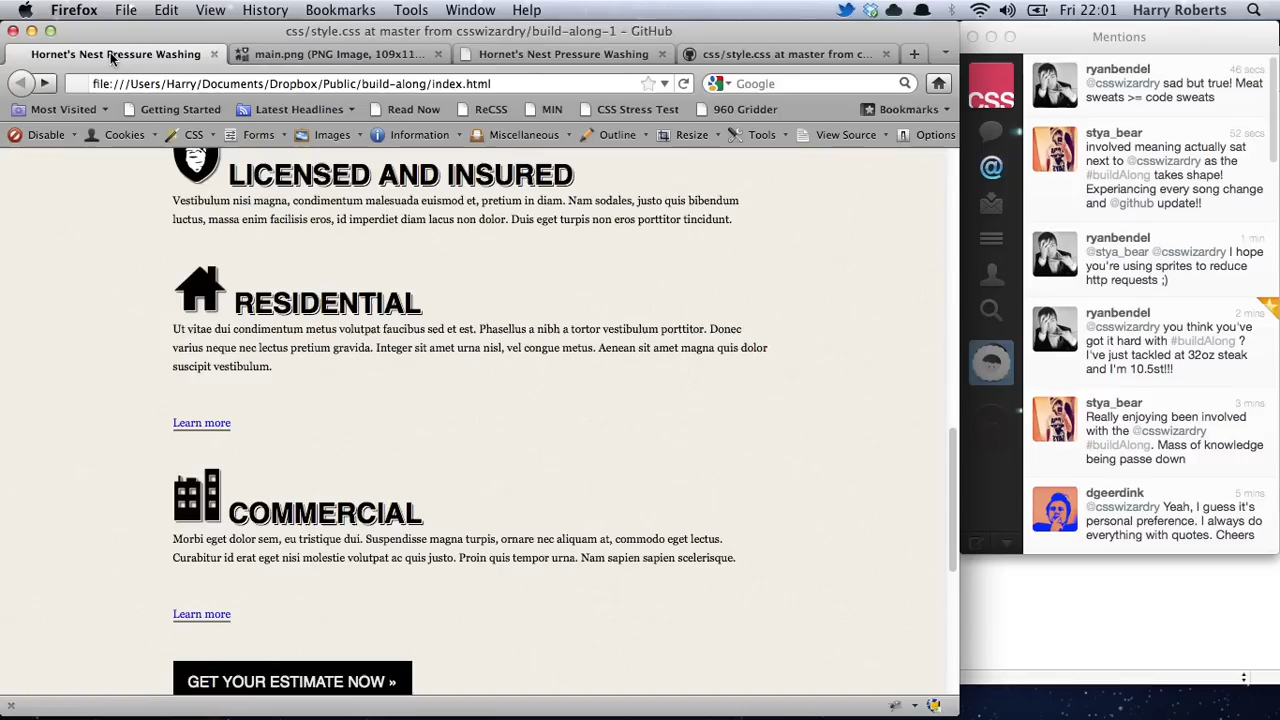 Firefox File Edit View History Bookmarks Tools Window Help
Fri 22:01 Harry Roberts
css/style.css at master from csswizardry/build-along-1 – GitHub
Hornet's Nest Pressure Washing
main.png (PNG Image, 109x11...
Hornet's Nest Pressure Washing
css/style.css at master from c...
file:///Users/Harry/Documents/Dropbox/Public/build-along/index.html
Google
Most Visited Getting Started Latest Headlines Read Now ReCSS MIN CSS Stress Test 960 Gridder Bookmarks
Disable Cookies CSS Forms Images Information Miscellaneous Outline Resize Tools View Source Options
LICENSED AND INSURED
Vestibulum nisi magna, condimentum malesuada euismod et, pretium in diam. Nam sodales, justo quis bibendum
luctus, massa enim facilisis eros, id imperdiet diam lacus non dolor. Duis eget turpis non eros porttitor tincidunt.
RESIDENTIAL
Ut vitae dui condimentum metus volutpat faucibus sed et est. Phasellus a nibh a tortor vestibulum porttitor. Donec
varius neque nec lectus pretium gravida. Integer sit amet urna nisl, vel congue metus. Aenean sit amet magna quis dolor
suscipit vestibulum.
Learn more
COMMERCIAL
Morbi eget dolor sem, eu tristique dui. Suspendisse magna turpis, ornare nec aliquam at, commodo eget lectus.
Curabitur id erat eget nisi molestie volutpat ac quis justo. Proin quis tempor urna. Nam sapien sapien scelerisque.
Learn more
GET YOUR ESTIMATE NOW »
Mentions
CSS
@
ryanbendel 46 secs
@csswizardry sad but true! Meat
sweats >= code sweats
stya_bear 52 secs
involved meaning actually sat
next to @csswizardry as the
#buildAlong takes shape!
Experiancing every song change
and @github update!!
ryanbendel 1 min
@stya_bear @csswizardry I hope
you're using sprites to reduce
http requests ;)
ryanbendel 2 mins
@csswizardry you think you've
got it hard with #buildAlong ?
I've just tackled at 32oz steak
and I'm 10.5st!!!
stya_bear 3 mins
Really enjoying been involved
with the @csswizardry
#buildAlong. Mass of knowledge
being passe down
dgeerdink 5 mins
@csswizardry Yeah, I guess it's
personal preference. I always do
everything with quotes. Cheers